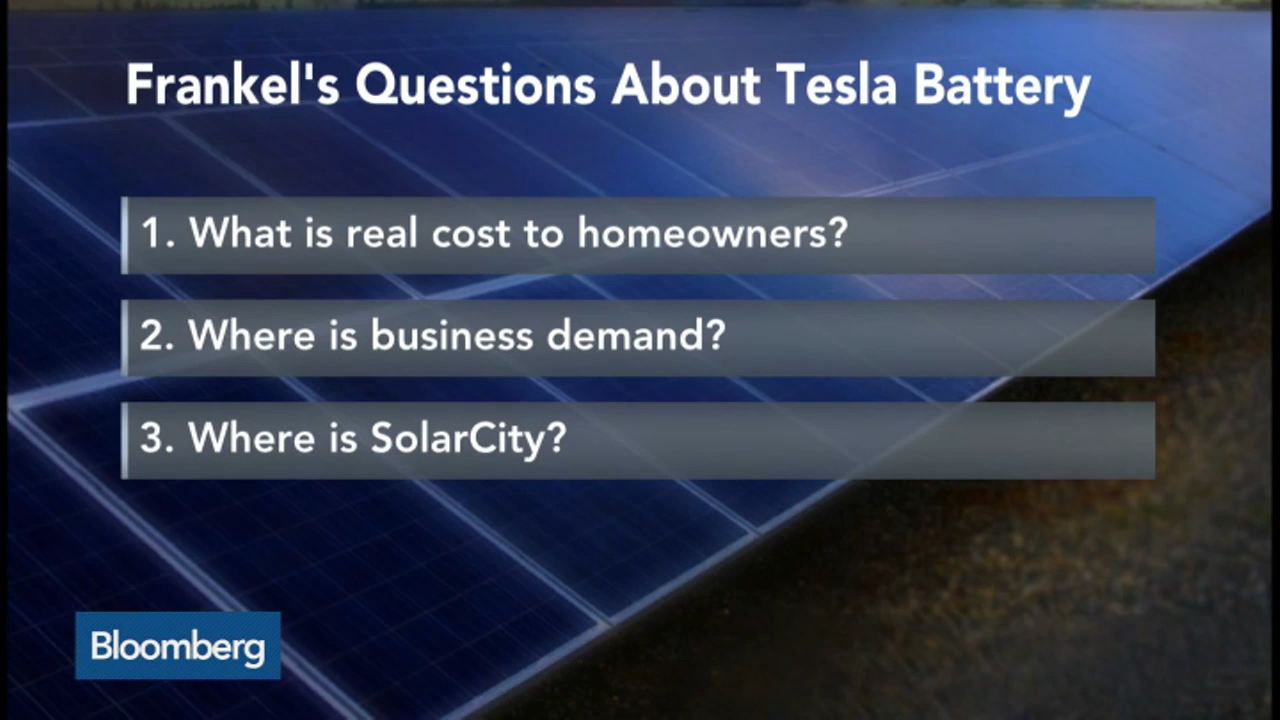 Frankel's Questions About Tesla Battery
1. What is real cost to homeowners?
2. Where is business demand?
3. Where is SolarCity?
Bloomberg